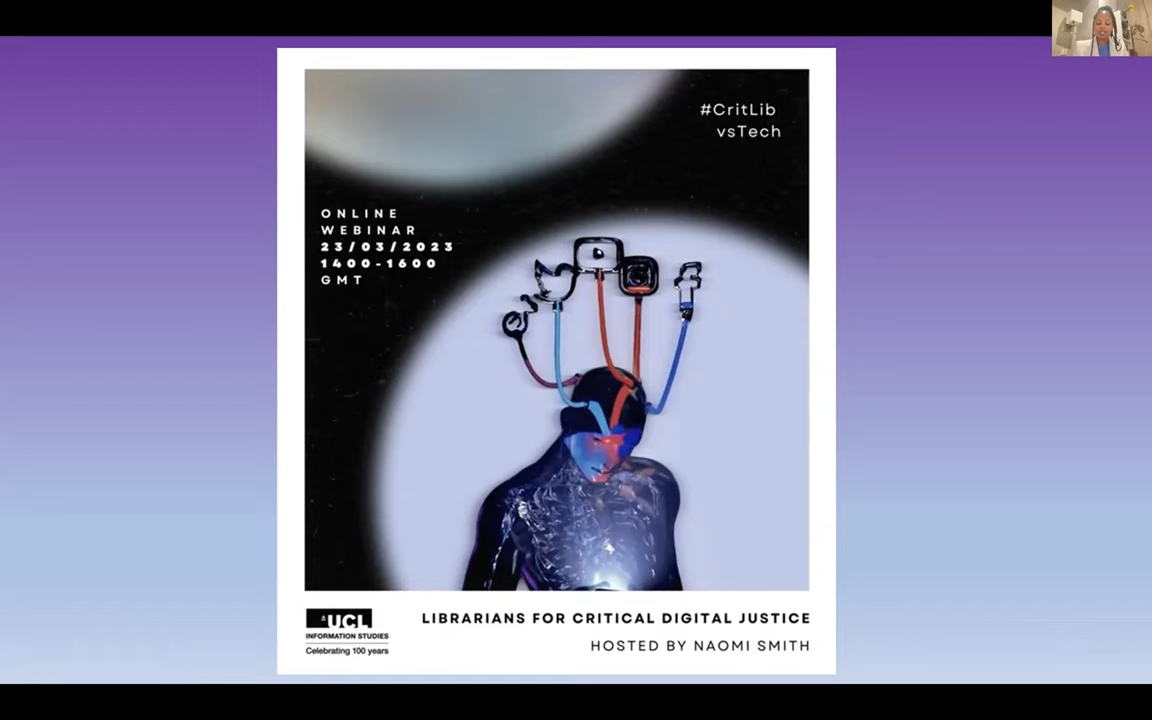 #CritLib
vsTech
ONLINE
WEBINAR
23/03/2023
1400-1600
GMT
UCL
INFORMATION STUDIES
Celebrating 100 years
LIBRARIANS FOR CRITICAL DIGITAL JUSTICE
HOSTED BY NAOMI SMITH